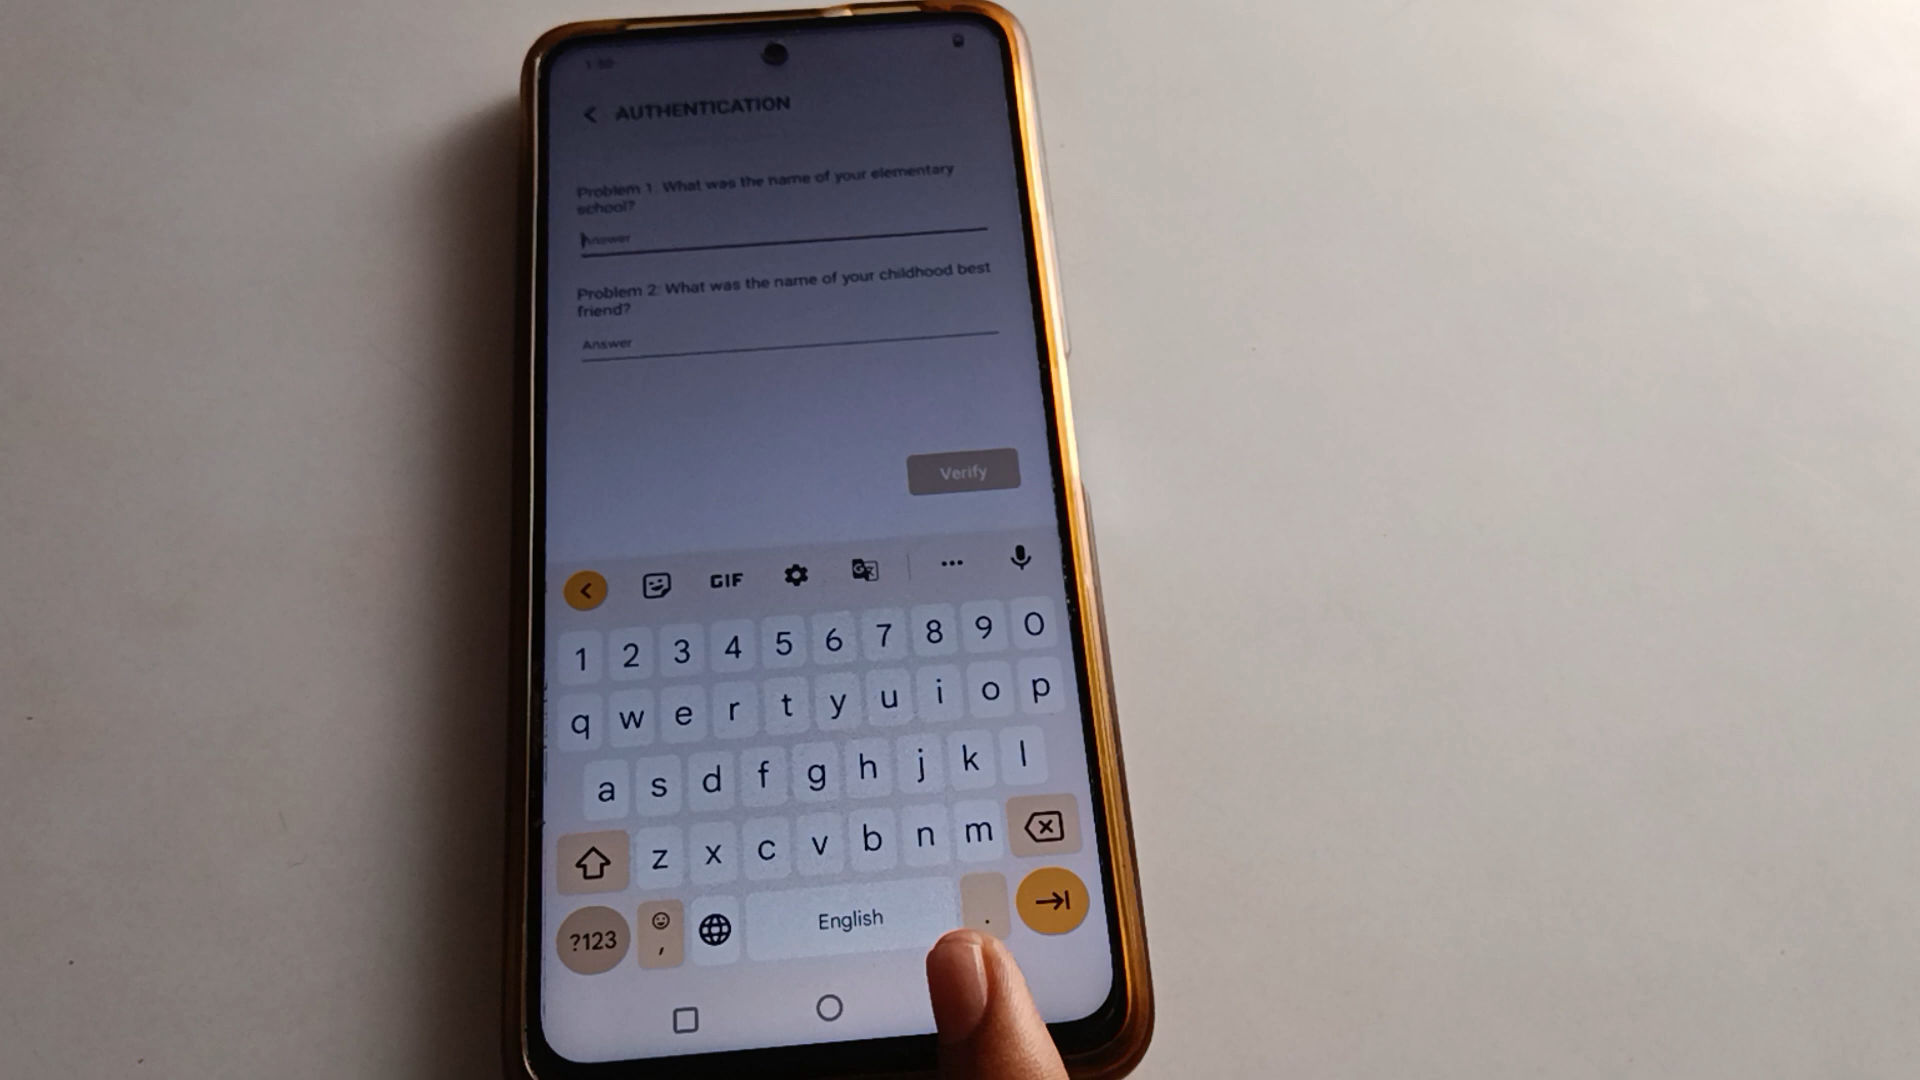 1:50
< AUTHENTICATION
Problem 1: What was the name of your elementary
school?
Answer
Problem 2: What was the name of your childhood best
friend?
Answer
Verify
GIF
1 2 3 4 5 6 7 8 9 0
q w e r t y u i o p
a s d f g h j k l
z x c v b n m
?123 , English .